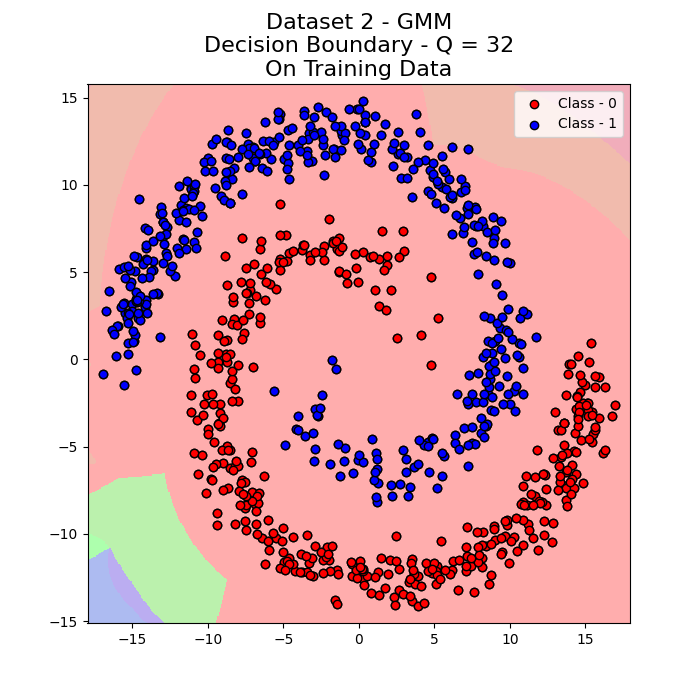 Dataset 2 - GMM
Decision Boundary - Q = 32
On Training Data
Class - 0
Class - 1
15
10
5
0
−5
−10
−15
−15
−10
−5
0
5
10
15